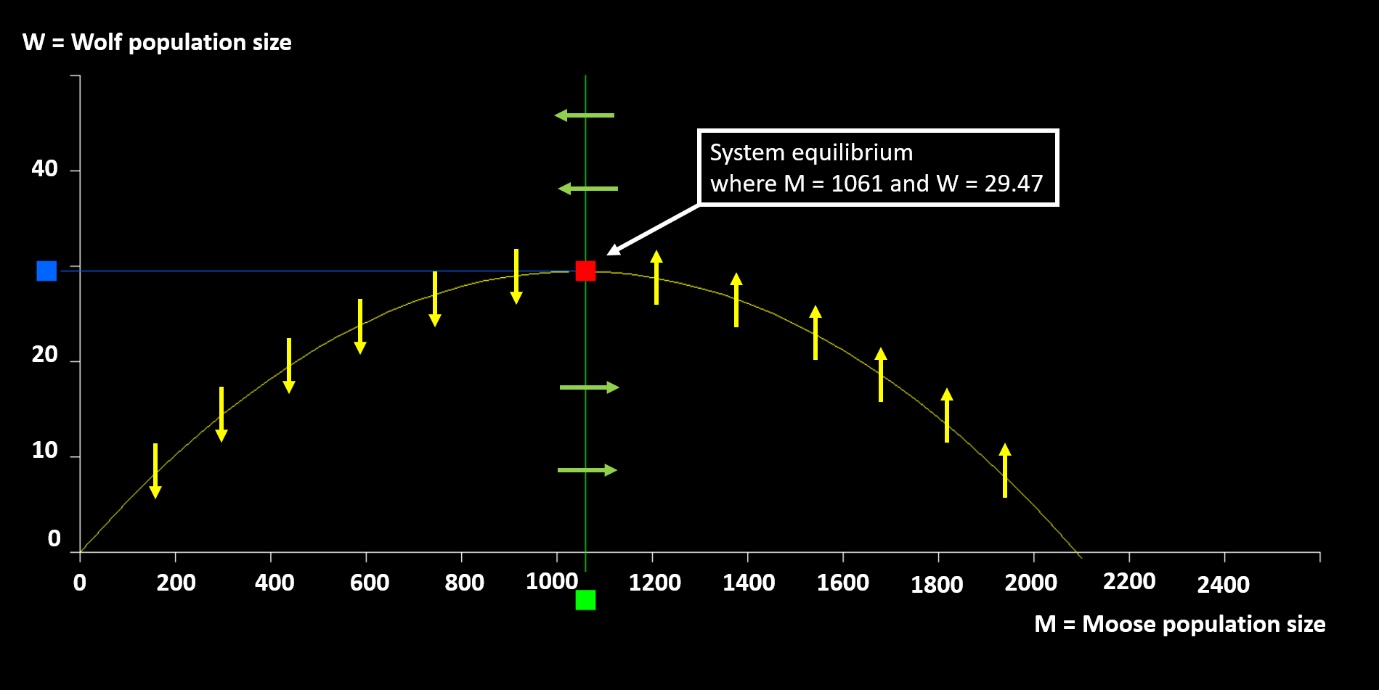 W = Wolf population size
40
20
10
0
0 200 400 600 800 1000 1200 1400 1600 1800 2000 2200 2400
System equilibrium
where M = 1061 and W = 29.47
M = Moose population size